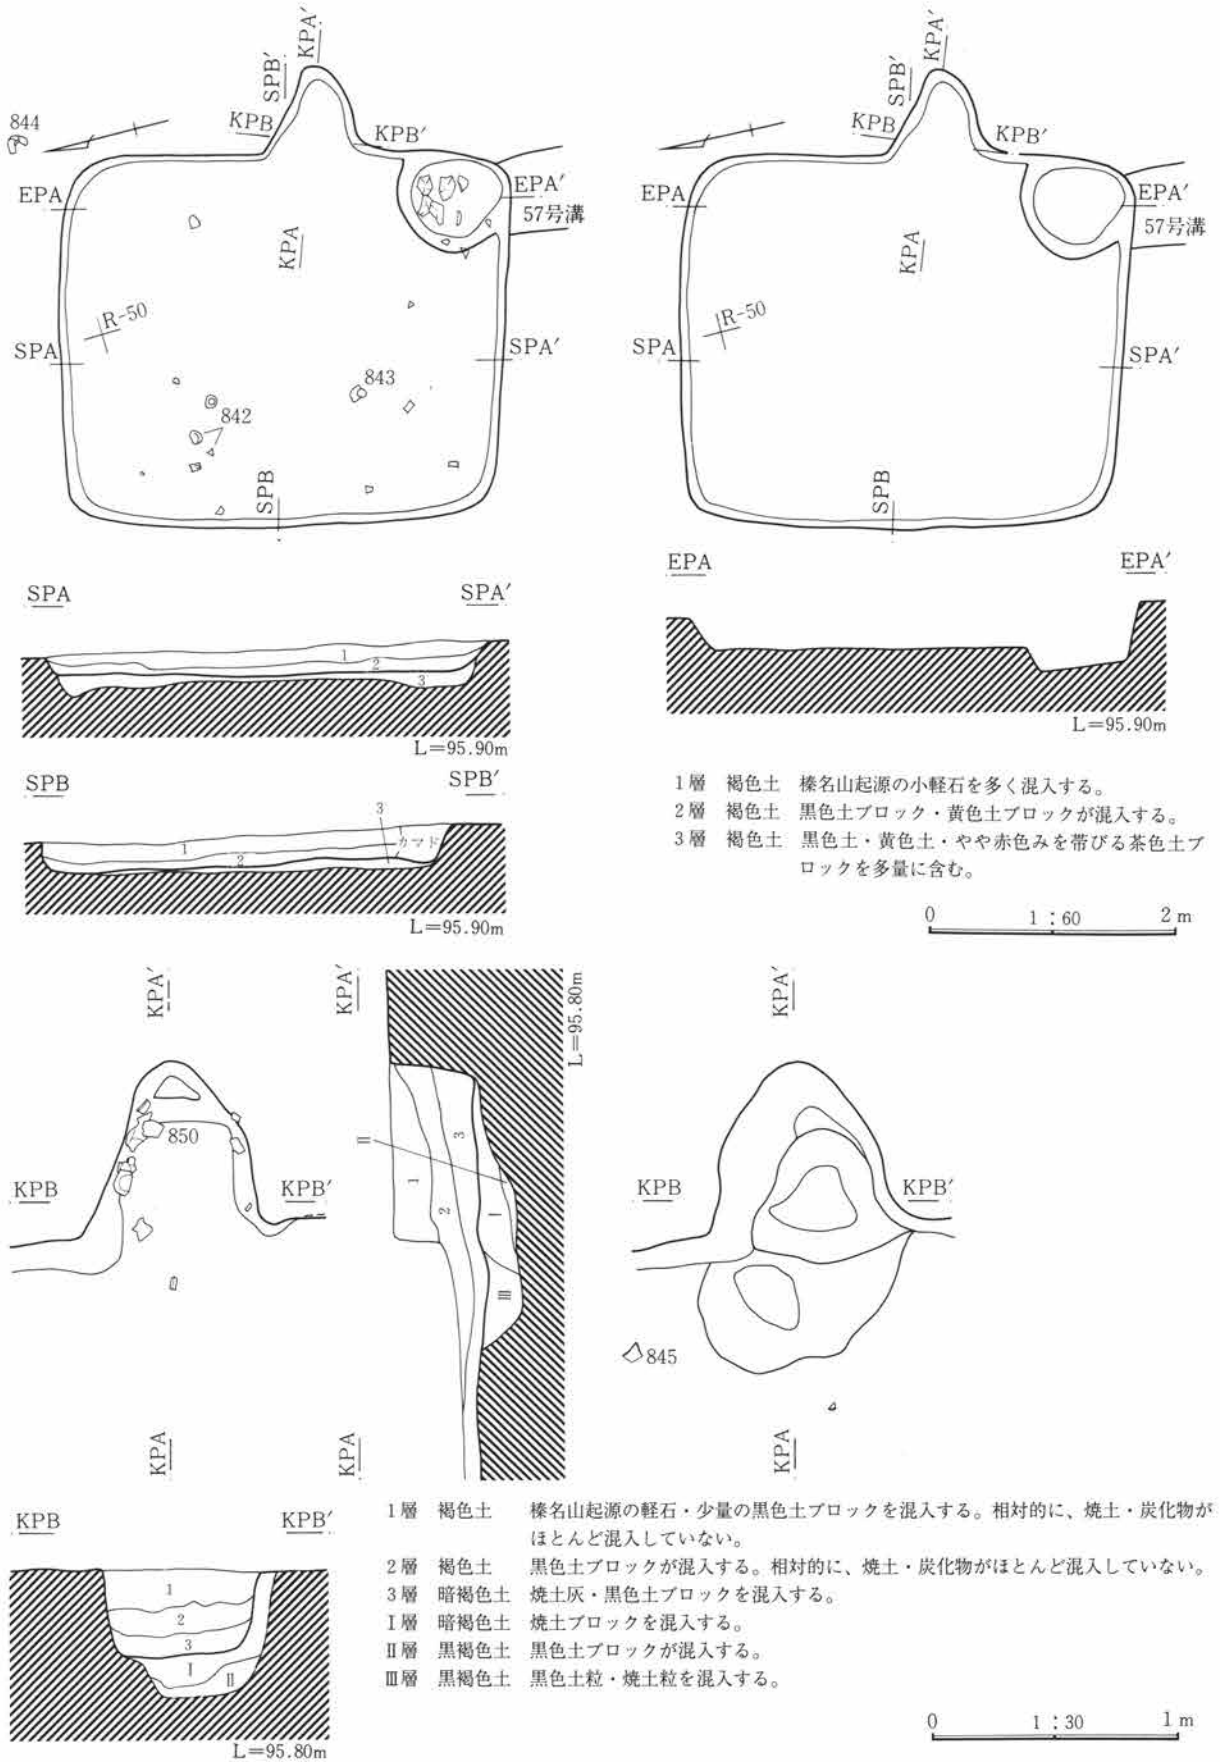 KPA′
SPB′
KPB
KPB′
844
EPA
EPA′
57号溝
KPA
R-50
SPA
SPA′
843
842
SPB
KPA′
SPB′
KPB
KPB′
EPA
EPA′
57号溝
KPA
R-50
SPA
SPA′
SPB
SPA
SPA′
1
2
3
L=95.90m
EPA
EPA′
L=95.90m
SPB
SPB′
3
1
2
カマド
L=95.90m
1層 褐色土 榛名山起源の小軽石を多く混入する。
2層 褐色土 黒色土ブロック・黄色土ブロックが混入する。
3層 褐色土 黒色土・黄色土・やや赤色みを帯びる茶色土ブ
ロックを多量に含む。
0 1:60 2m
KPA′
850
KPB
KPB′
KPA
KPA′
L=95.80m
Ⅱ
3
1
2
Ⅰ
Ⅲ
KPA
KPA′
KPB
KPB′
845
KPA
KPB
KPB′
1
2
3
Ⅰ
Ⅱ
L=95.80m
1層 褐色土 榛名山起源の軽石・少量の黒色土ブロックを混入する。相対的に、焼土・炭化物が
ほとんど混入していない。
2層 褐色土 黒色土ブロックが混入する。相対的に、焼土・炭化物がほとんど混入していない。
3層 暗褐色土 焼土灰・黒色土ブロックを混入する。
Ⅰ層 暗褐色土 焼土ブロックを混入する。
Ⅱ層 黒褐色土 黒色土ブロックが混入する。
Ⅲ層 黒褐色土 黒色土粒・焼土粒を混入する。
0 1:30 1m